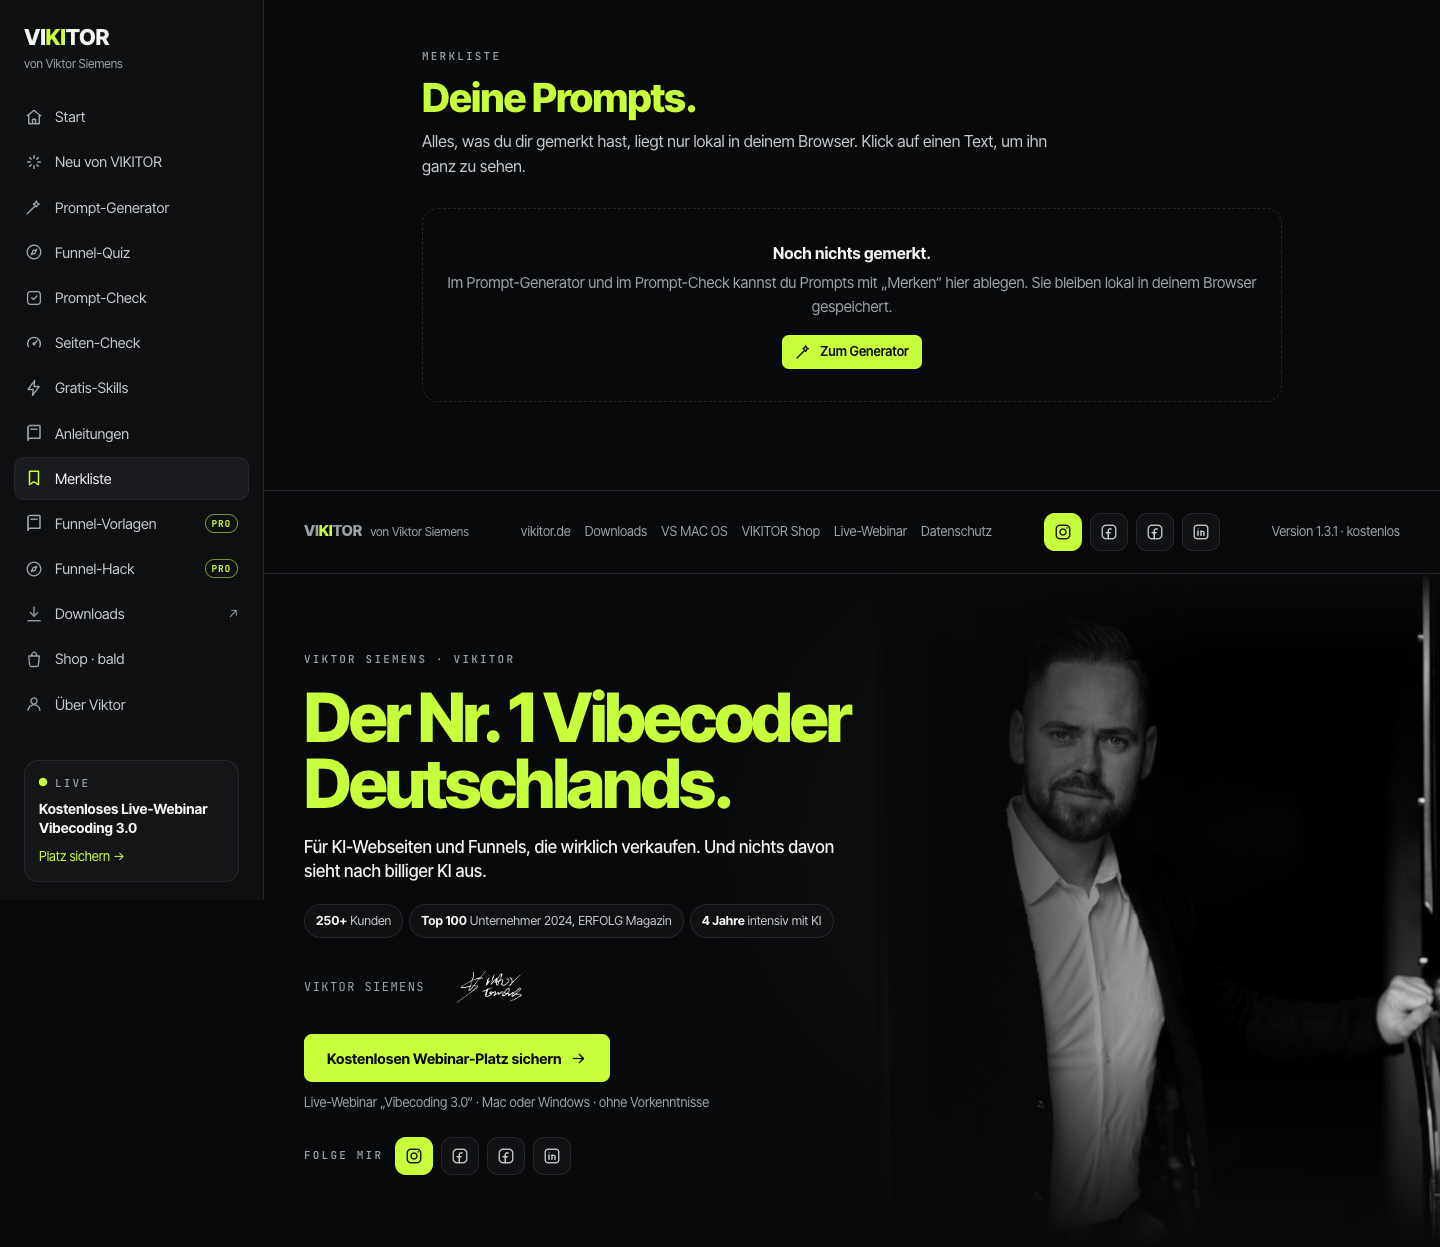 VIKITOR
von Viktor Siemens
Start
Neu von VIKITOR
Prompt-Generator
Funnel-Quiz
Prompt-Check
Seiten-Check
Gratis-Skills
Anleitungen
Merkliste
Funnel-Vorlagen PRO
Funnel-Hack PRO
Downloads
Shop · bald
Über Viktor
LIVE
Kostenloses Live-Webinar
Vibecoding 3.0
Platz sichern →
MERKLISTE
Deine Prompts.
Alles, was du dir gemerkt hast, liegt nur lokal in deinem Browser. Klick auf einen Text, um ihn
ganz zu sehen.
Noch nichts gemerkt.
Im Prompt-Generator und im Prompt-Check kannst du Prompts mit „Merken“ hier ablegen. Sie bleiben lokal in deinem Browser
gespeichert.
Zum Generator
VIKITOR von Viktor Siemens vikitor.de Downloads VS MAC OS VIKITOR Shop Live-Webinar Datenschutz Version 1.3.1 · kostenlos
VIKTOR SIEMENS · VIKITOR
Der Nr. 1 Vibecoder
Deutschlands.
Für KI-Webseiten und Funnels, die wirklich verkaufen. Und nichts davon
sieht nach billiger KI aus.
250+ Kunden Top 100 Unternehmer 2024, ERFOLG Magazin 4 Jahre intensiv mit KI
VIKTOR SIEMENS
Kostenlosen Webinar-Platz sichern →
Live-Webinar „Vibecoding 3.0“ · Mac oder Windows · ohne Vorkenntnisse
FOLGE MIR